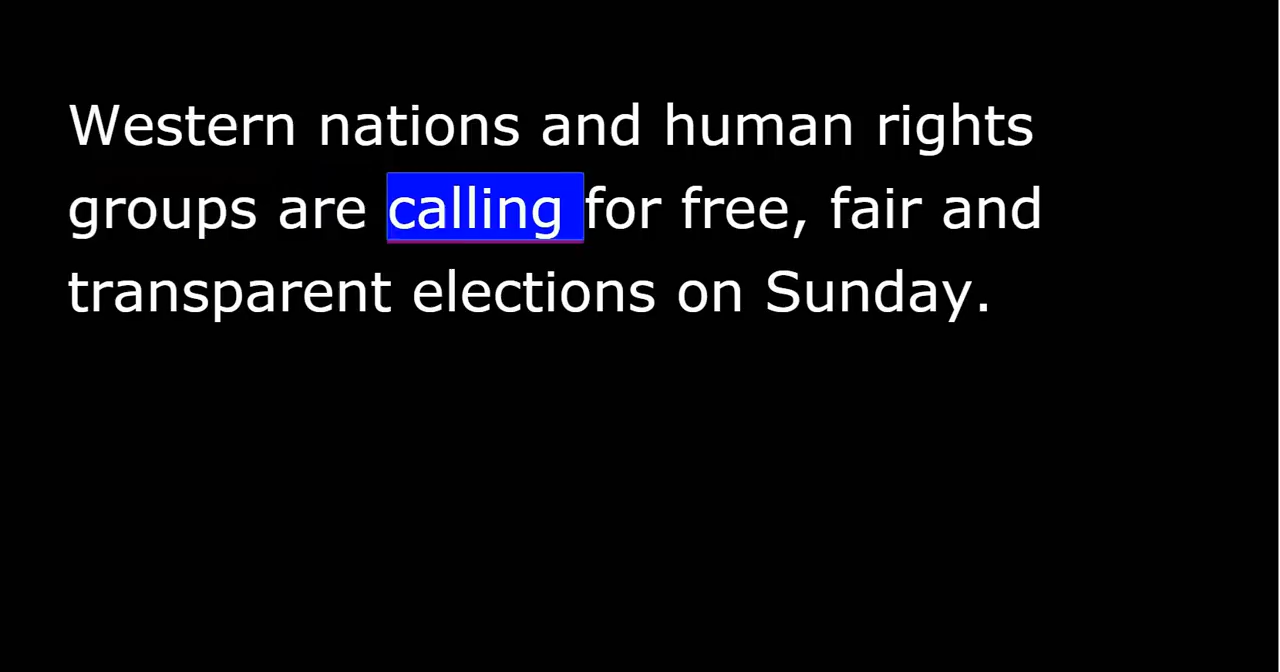 Western nations and human rights
groups are calling for free, fair and
transparent elections on Sunday.